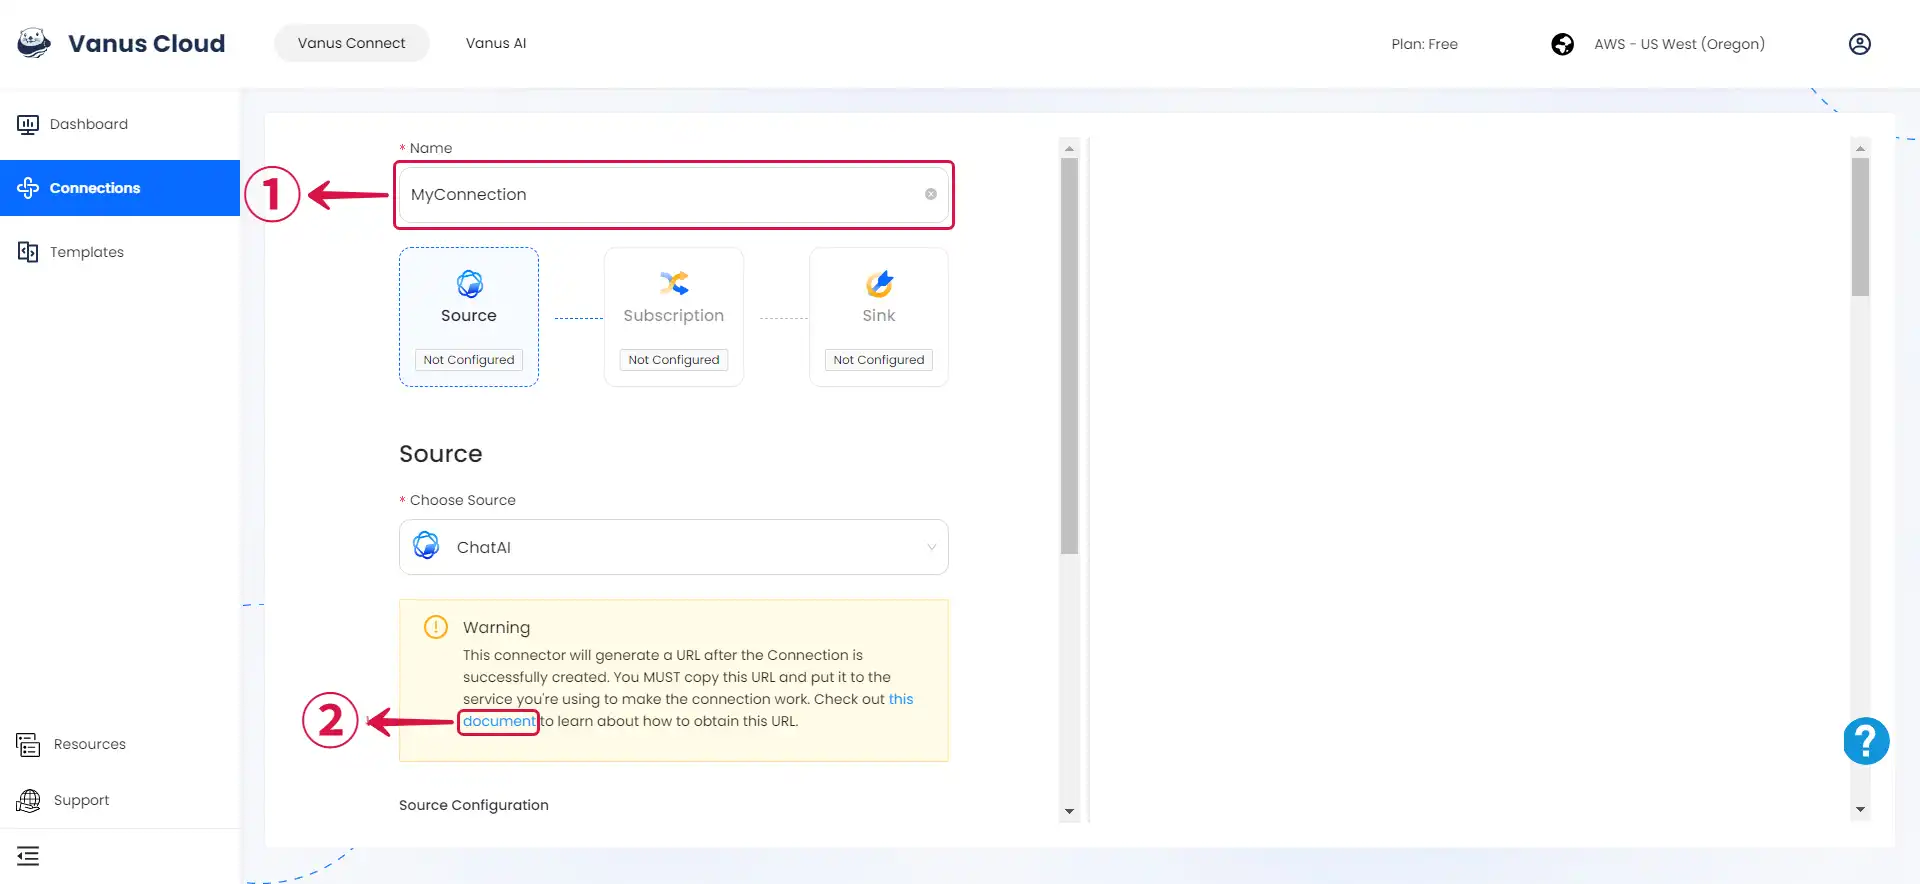 Vanus Cloud
Vanus Connect
Vanus AI
Plan: Free
AWS - US West (Oregon)
Dashboard
Connections
Templates
Resources
Support
* Name
1
MyConnection
Source
Not Configured
Subscription
Not Configured
Sink
Not Configured
Source
* Choose Source
ChatAI
Warning
This connector will generate a URL after the Connection is
successfully created. You MUST copy this URL and put it to the
service you're using to make the connection work. Check out this
2
document to learn about how to obtain this URL.
Source Configuration
?